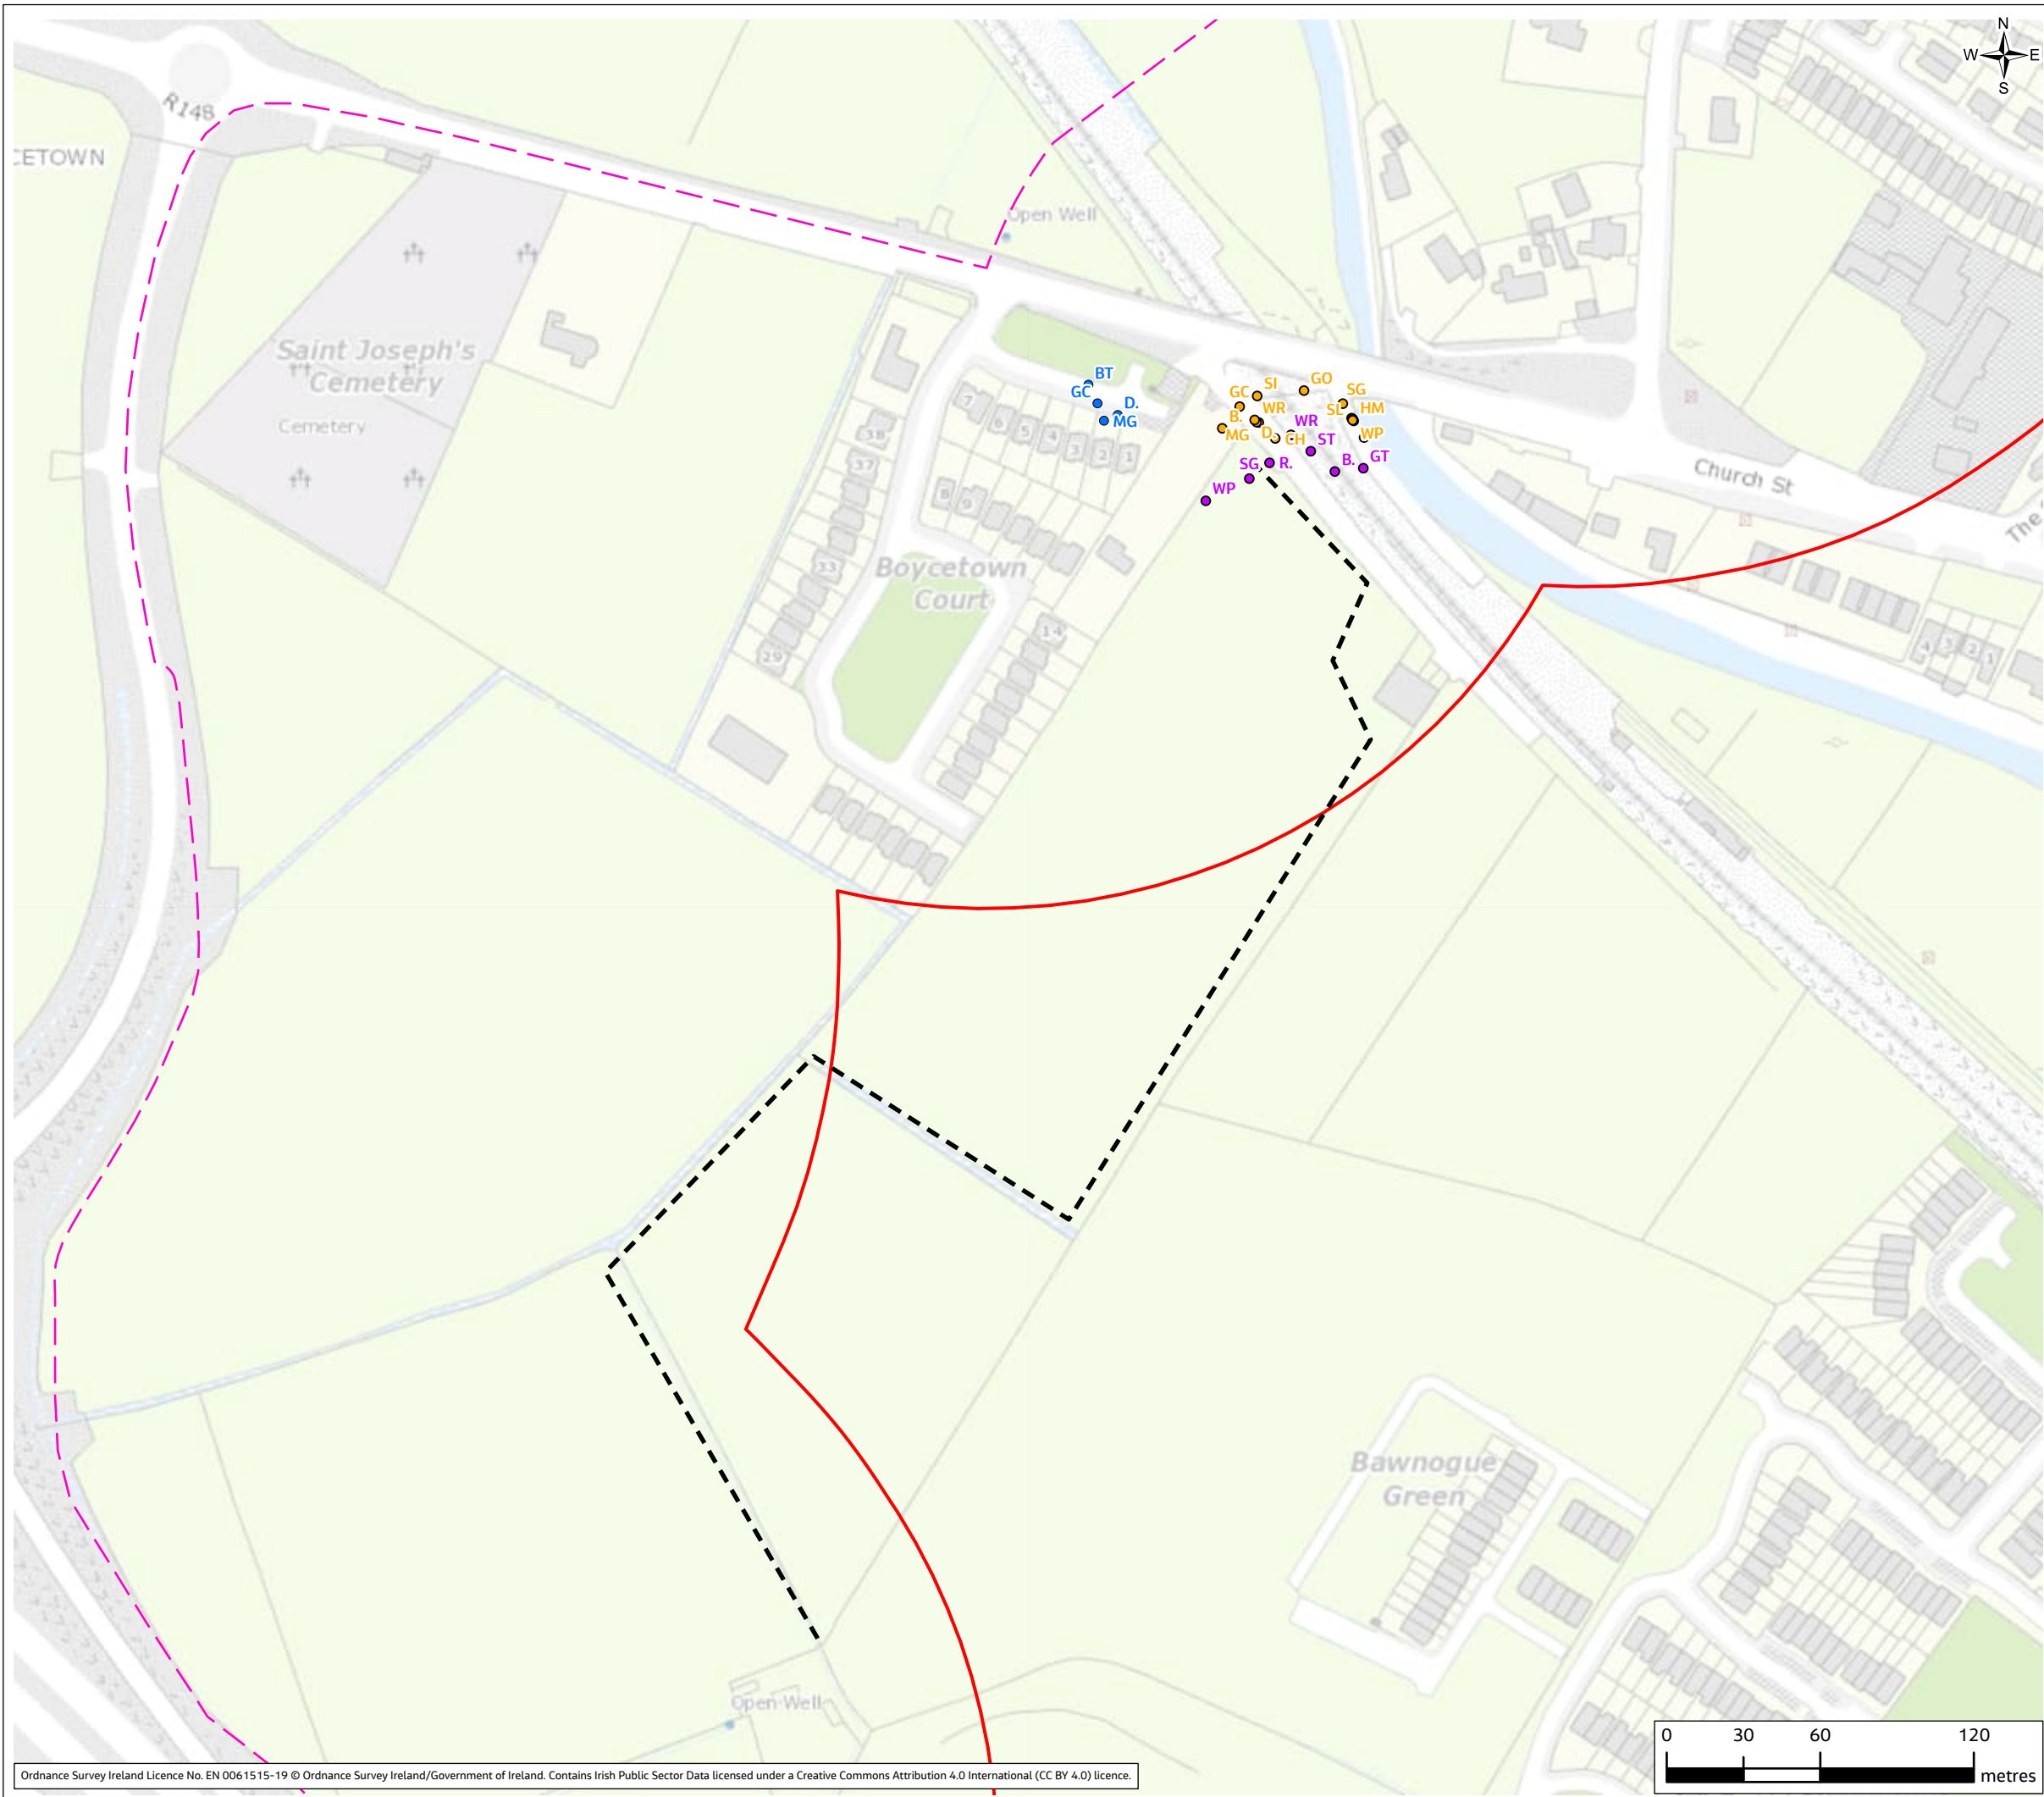 N
W E
S
R148
CETOWN
Open Well
Saint Joseph's
Cemetery
Cemetery
BT
GC
D.
MG
SI
GO
GC
SG
WR
SL
HM
B.
MG
D.
CH
WP
WR
ST
SG
R.
B.
GT
WP
7
6
5
4
3
2
1
38
37
8
9
33
29
14
Church St
The
Boycetown
Court
4
3
2
1
Bawnogue
Green
Open Well
0 30 60 120
metres
Ordnance Survey Ireland Licence No. EN 0061515-19 © Ordnance Survey Ireland/Government of Ireland. Contains Irish Public Sector Data licensed under a Creative Commons Attribution 4.0 International (CC BY 4.0) licence.